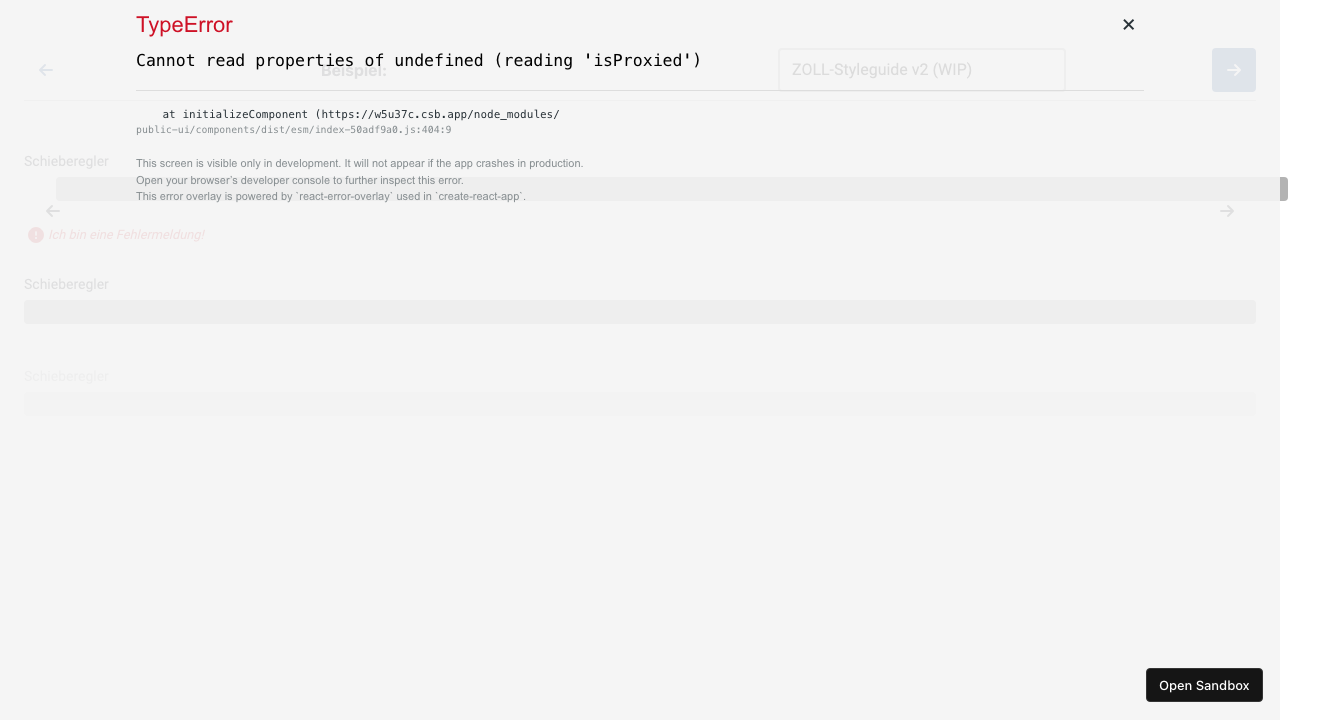 TypeError
Cannot read properties of undefined (reading 'isProxied')
Beispiel:
ZOLL-Styleguide v2 (WIP)
at initializeComponent (https://w5u37c.csb.app/node_modules/
public-ui/components/dist/esm/index-50adf9a0.js:404:9
Schieberegler
This screen is visible only in development. It will not appear if the app crashes in production.
Open your browser’s developer console to further inspect this error.
This error overlay is powered by `react-error-overlay` used in `create-react-app`.
Ich bin eine Fehlermeldung!
Schieberegler
Schieberegler
Open Sandbox